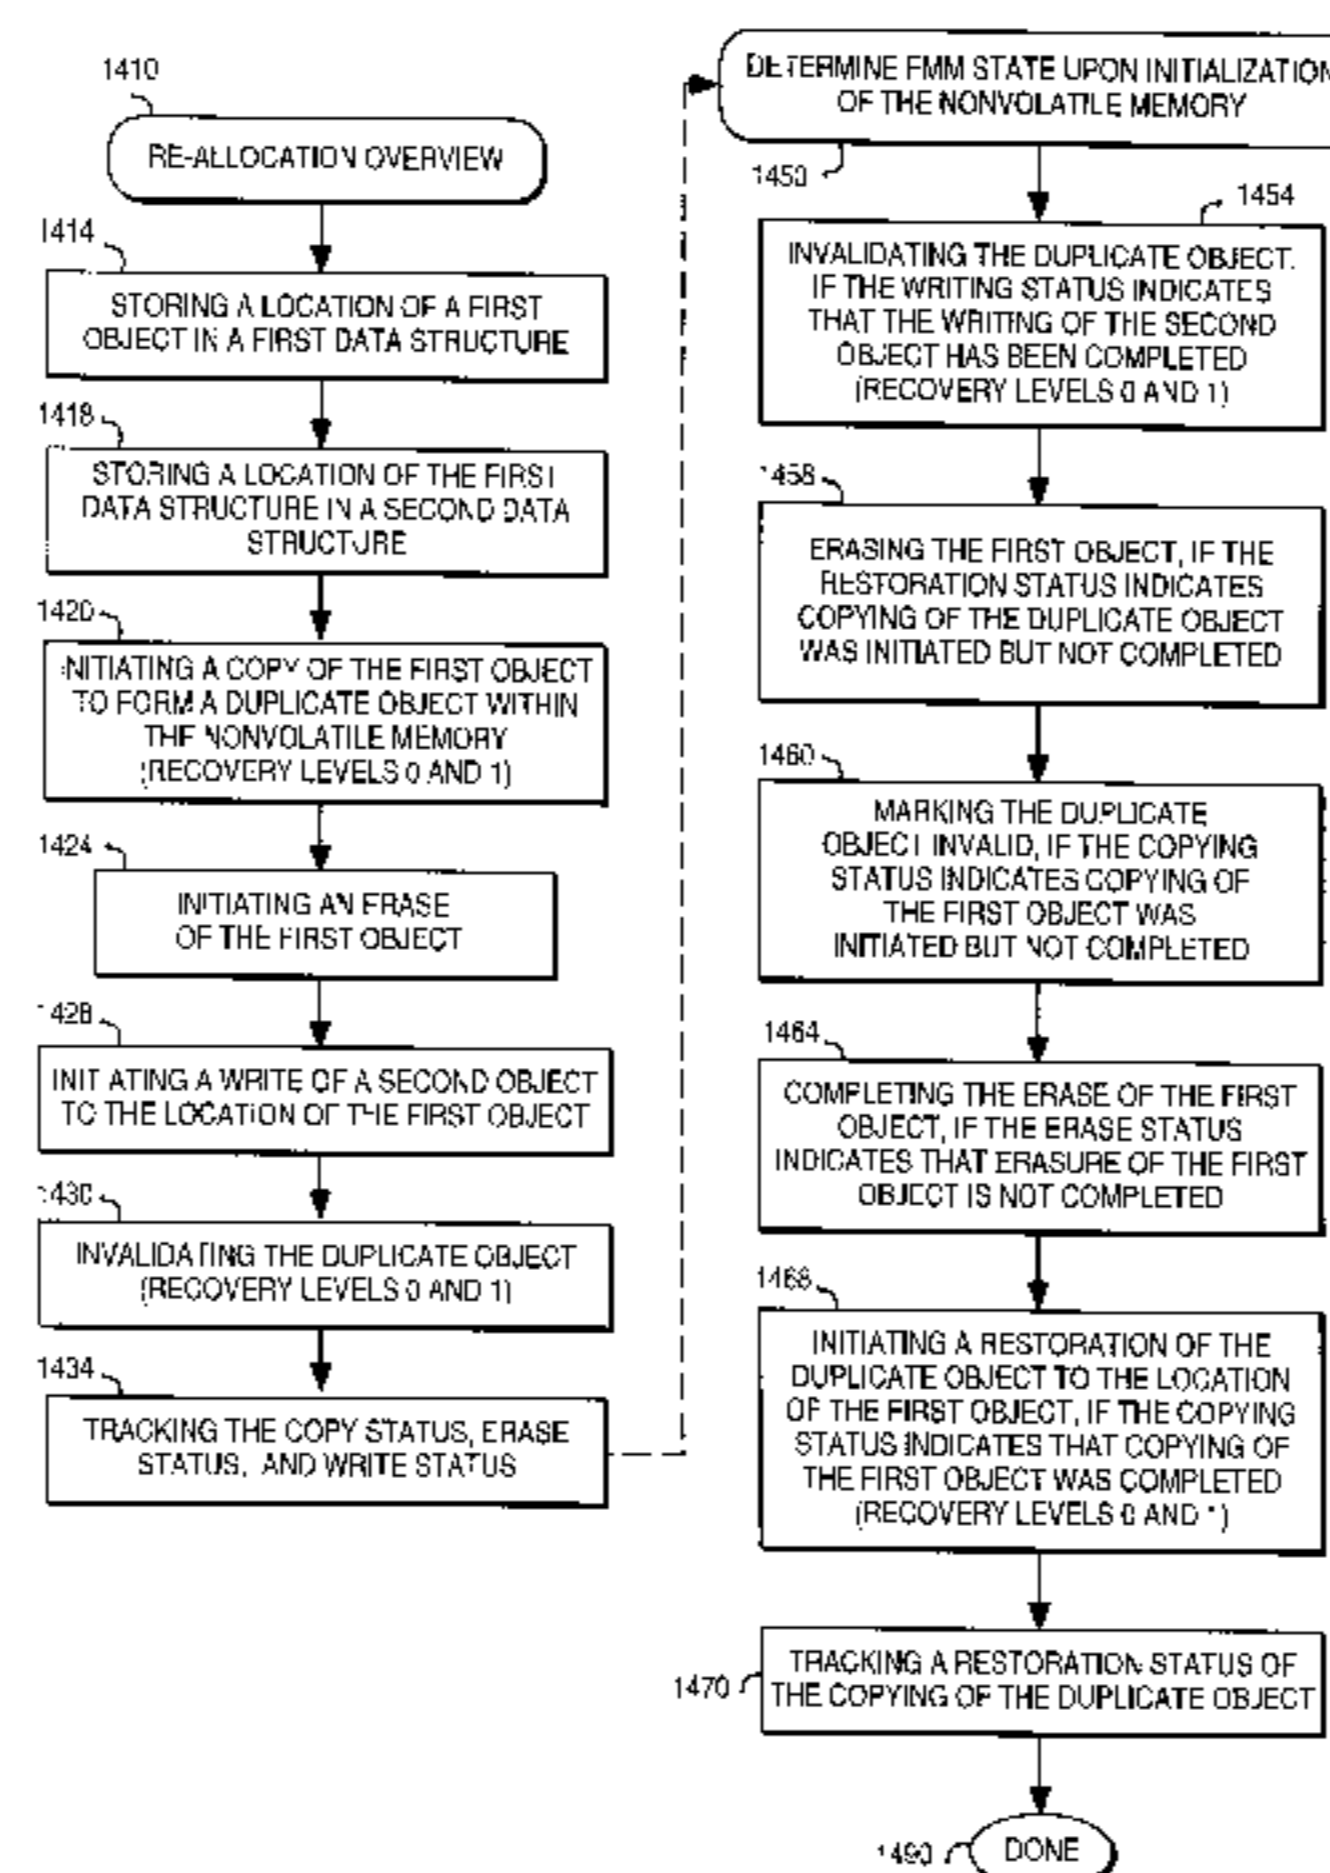 1410
RE-ALLOCATION OVERVIEW
1414
STORING A LOCATION OF A FIRST
OBJECT IN A FIRST DATA STRUCTURE
1418
STORING A LOCATION OF THE FIRST
DATA STRUCTURE IN A SECOND DATA
STRUCTURE
1420
INITIATING A COPY OF THE FIRST OBJECT
TO FORM A DUPLICATE OBJECT WITHIN
THE NONVOLATILE MEMORY
(RECOVERY LEVELS 0 AND 1)
1424
INITIATING AN ERASE
OF THE FIRST OBJECT
1428
INITIATING A WRITE OF A SECOND OBJECT
TO THE LOCATION OF THE FIRST OBJECT
1430
INVALIDATING THE DUPLICATE OBJECT
(RECOVERY LEVELS 0 AND 1)
1434
TRACKING THE COPY STATUS, ERASE
STATUS, AND WRITE STATUS
DETERMINE FMM STATE UPON INITIALIZATION
OF THE NONVOLATILE MEMORY
1450
1454
INVALIDATING THE DUPLICATE OBJECT,
IF THE WRITING STATUS INDICATES
THAT THE WRITNG OF THE SECOND
OBJECT HAS BEEN COMPLETED
(RECOVERY LEVELS 0 AND 1)
1458
ERASING THE FIRST OBJECT, IF THE
RESTORATION STATUS INDICATES
COPYING OF THE DUPLICATE OBJECT
WAS INITIATED BUT NOT COMPLETED
1460
MARKING THE DUPLICATE
OBJECT INVALID, IF THE COPYING
STATUS INDICATES COPYING OF
THE FIRST OBJECT WAS
INITIATED BUT NOT COMPLETED
1464
COMPLETING THE ERASE OF THE FIRST
OBJECT, IF THE ERASE STATUS
INDICATES THAT ERASURE OF THE FIRST
OBJECT IS NOT COMPLETED
1468
INITIATING A RESTORATION OF THE
DUPLICATE OBJECT TO THE LOCATION
OF THE FIRST OBJECT, IF THE COPYING
STATUS INDICATES THAT COPYING OF
THE FIRST OBJECT WAS COMPLETED
(RECOVERY LEVELS 0 AND 1)
1470
TRACKING A RESTORATION STATUS OF
THE COPYING OF THE DUPLICATE OBJECT
1490
DONE